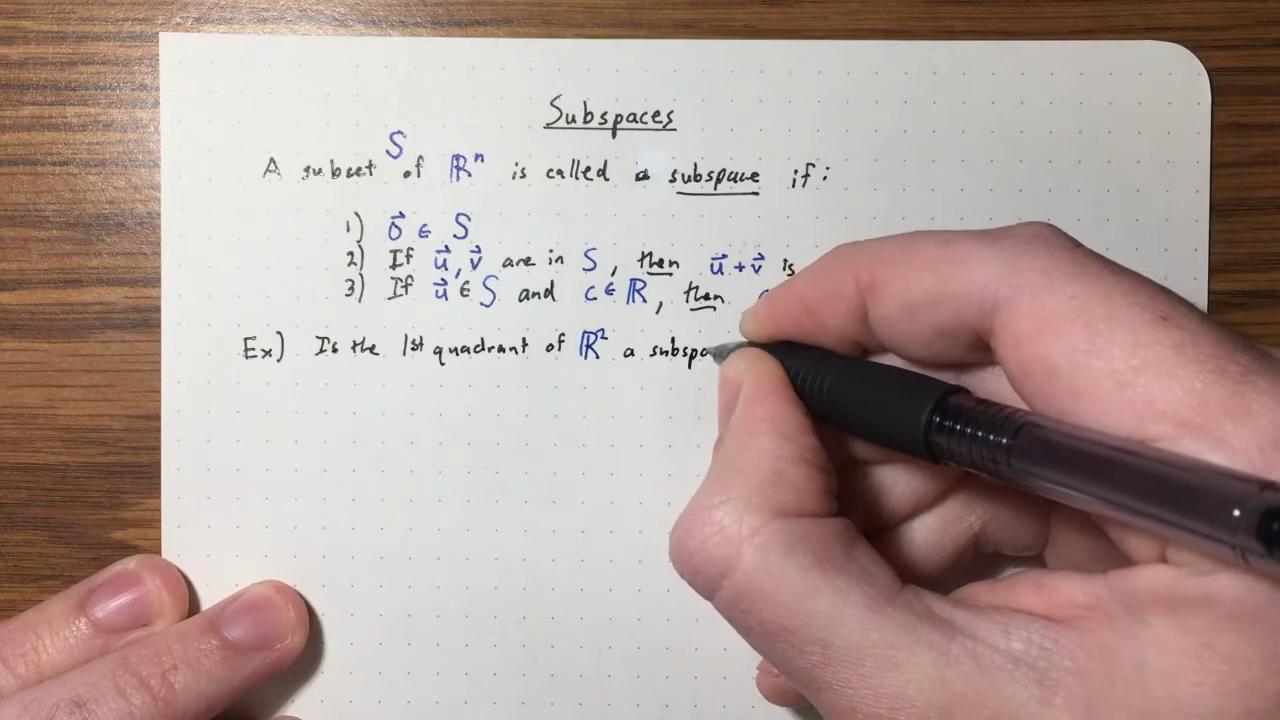 Subspaces
A subset S of ℝⁿ is called a subspace if:
1) 0⃗ ∈ S
2) If u⃗, v⃗ are in S, then u⃗ + v⃗ is
3) If u⃗ ∈ S and c ∈ ℝ, then
Ex) Is the 1st quadrant of ℝ² a subspa